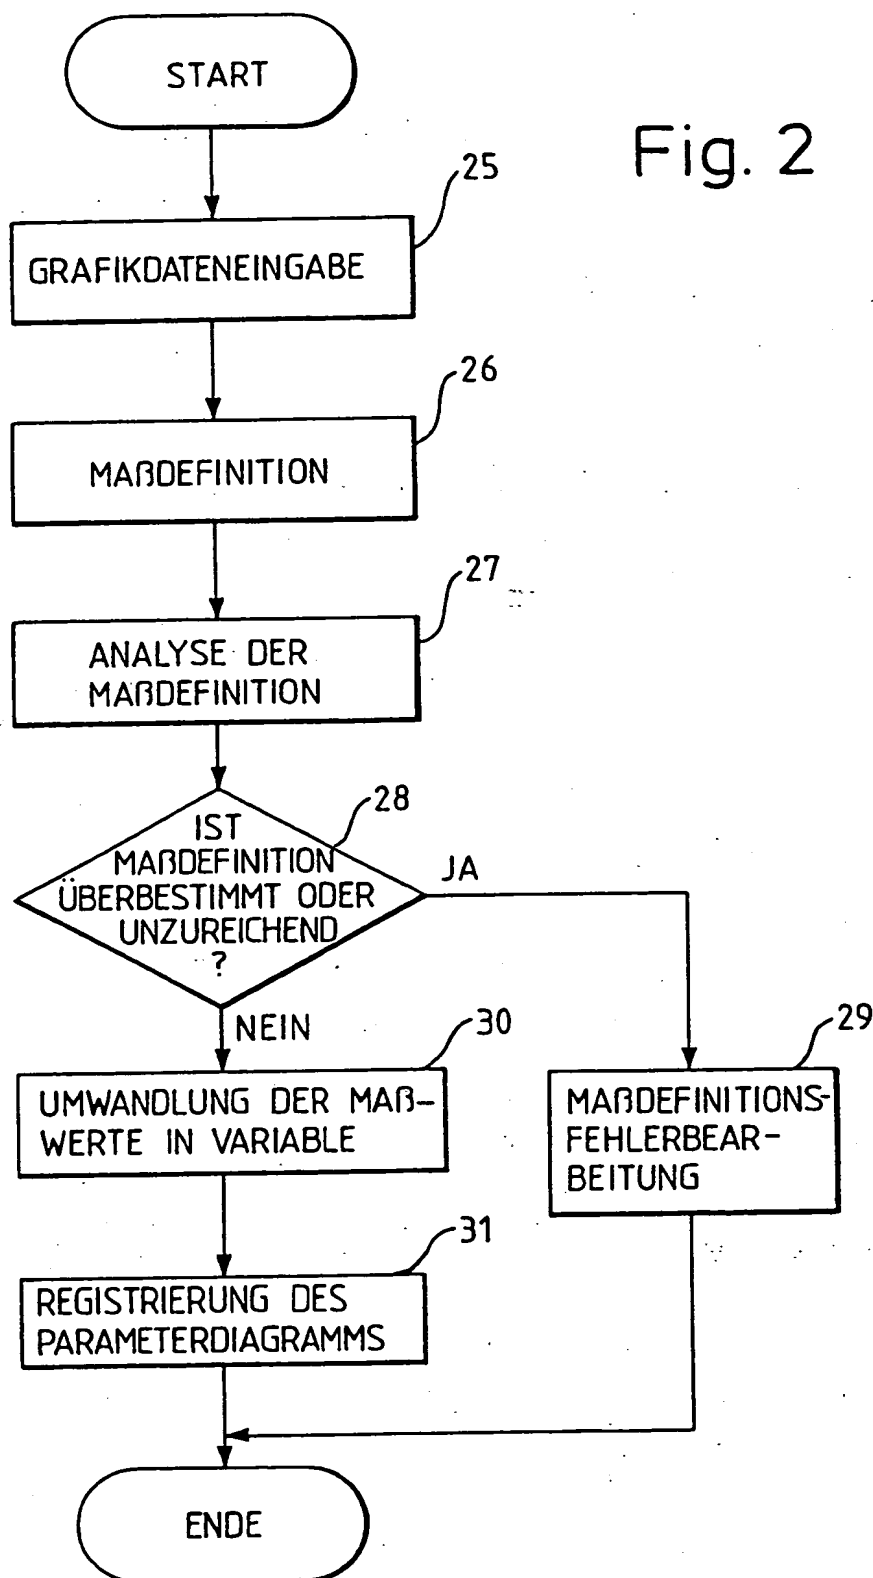 START
Fig. 2
25
GRAFIKDATENEINGABE
26
MAßDEFINITION
27
ANALYSE DER
MAßDEFINITION
28
IST
MAßDEFINITION
ÜBERBESTIMMT ODER
UNZUREICHEND
?
JA
NEIN
30
UMWANDLUNG DER MAß-
WERTE IN VARIABLE
29
MAßDEFINITIONS-
FEHLERBEAR-
BEITUNG
31
REGISTRIERUNG DES
PARAMETERDIAGRAMMS
ENDE